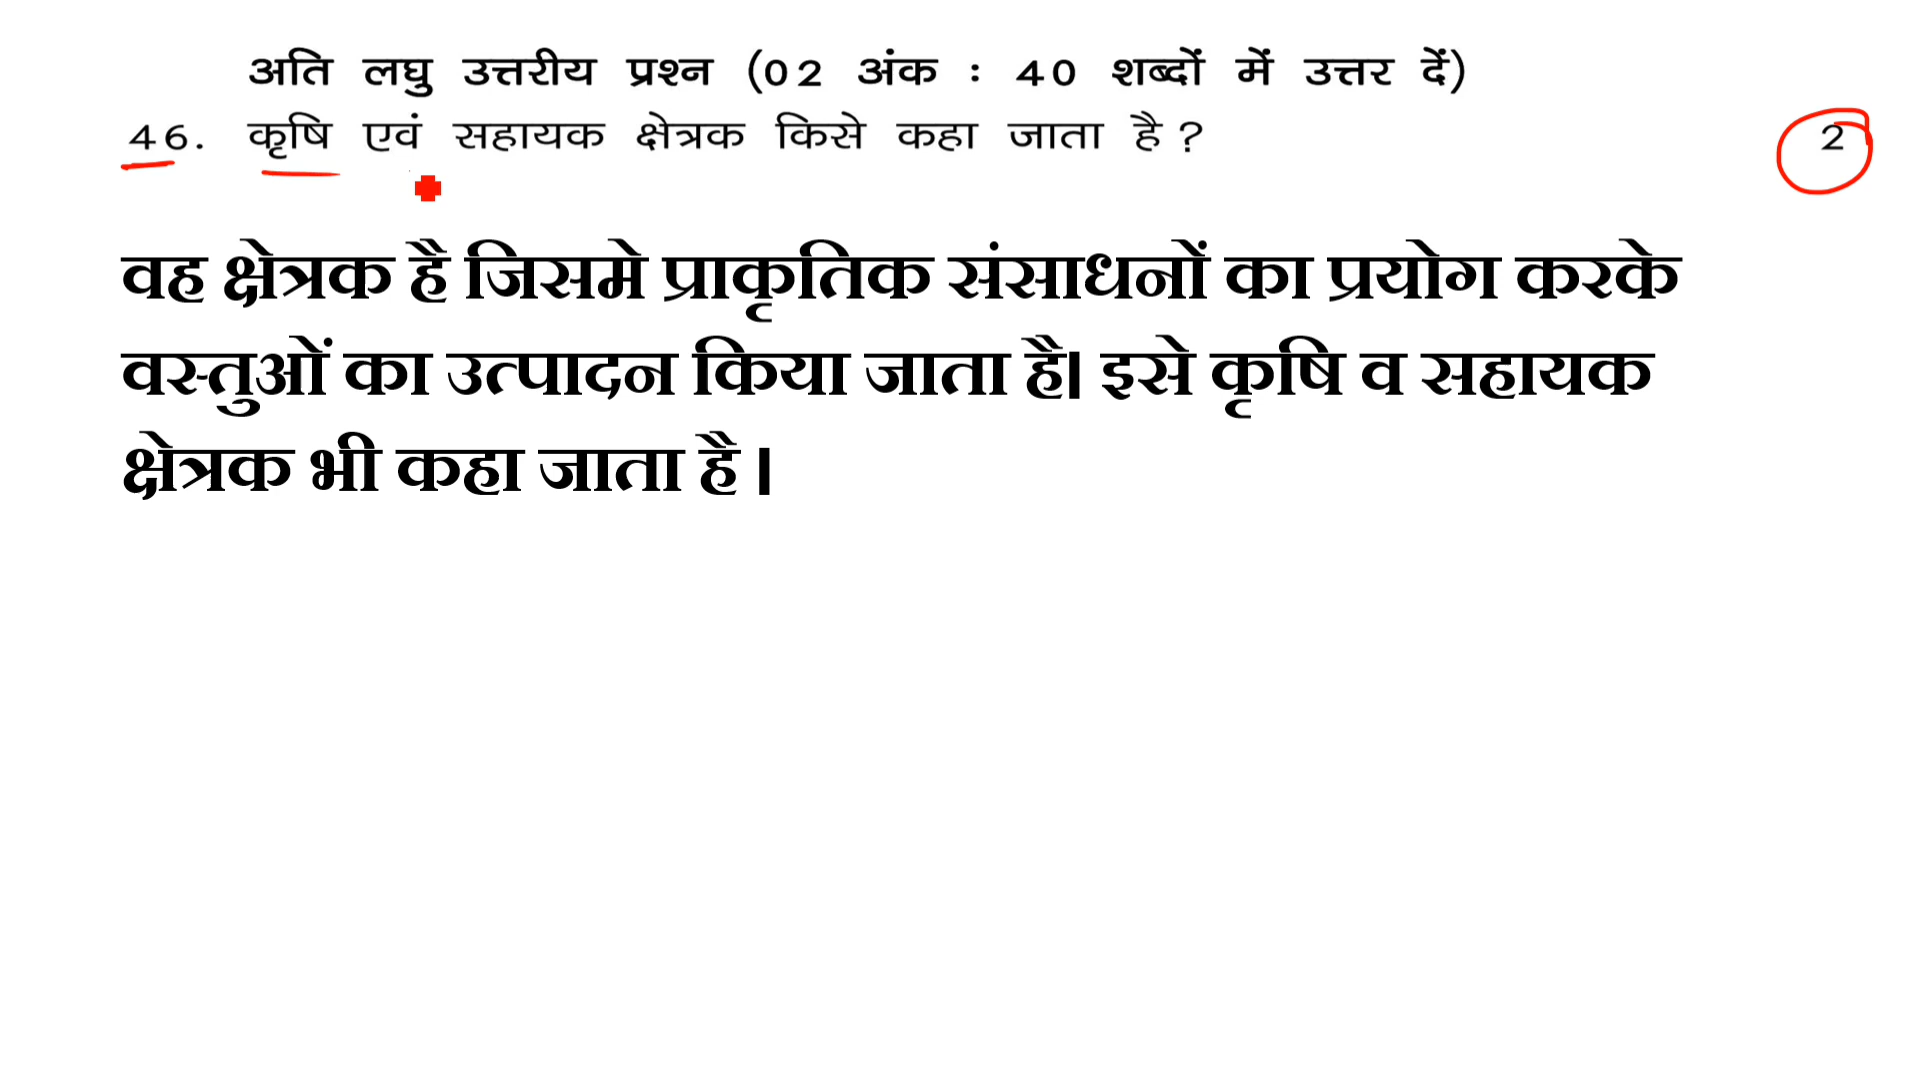 अति लघु उत्तरीय प्रश्न (02 अंक : 40 शब्दों में उत्तर दें)
46. कृषि एवं सहायक क्षेत्रक किसे कहा जाता है ? 2
वह क्षेत्रक है जिसमे प्राकृतिक संसाधनों का प्रयोग करके
वस्तुओं का उत्पादन किया जाता है। इसे कृषि व सहायक
क्षेत्रक भी कहा जाता है ।